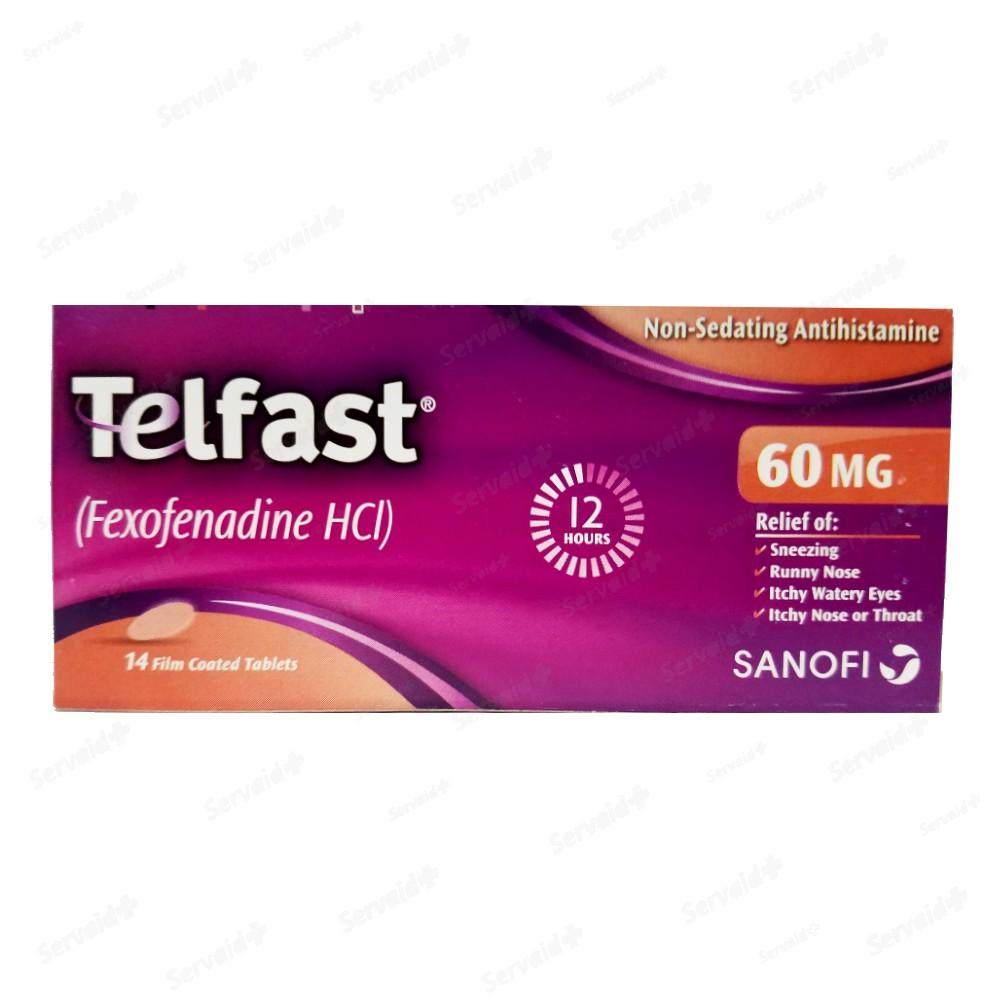 Non-Sedating Antihistamine
Telfast®
(Fexofenadine HCl)
12
HOURS
60 MG
Relief of:
✓ Sneezing
✓ Runny Nose
✓ Itchy Watery Eyes
✓ Itchy Nose or Throat
14 Film Coated Tablets
SANOFI
Servaid